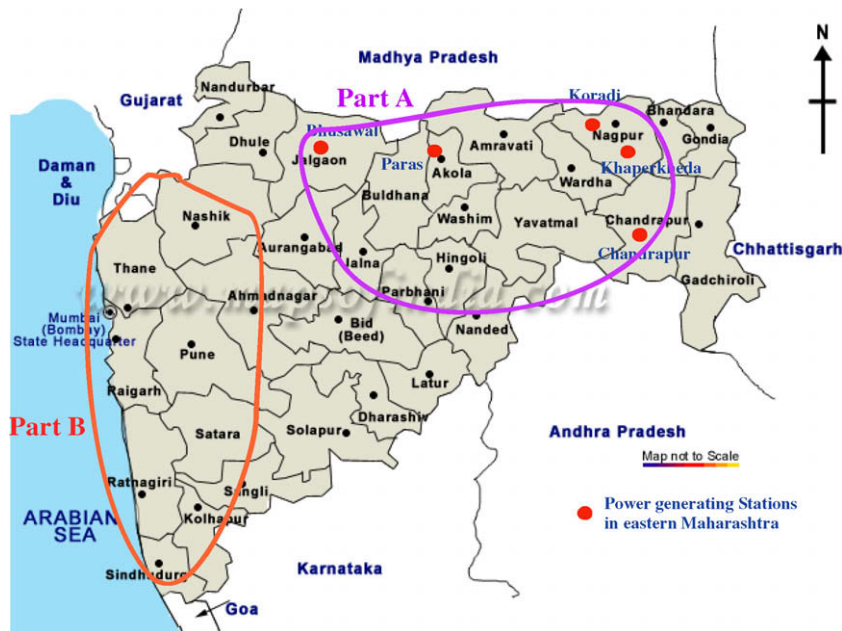 N
Madhya Pradesh
Nandurbar
Koradi
Gujarat
Part A
Bhandara
Bhusawal
Nagpur
Gondia
Dhule
Jalgaon
Amravati
Daman
&
Diu
Paras
Akola
Khaperkheda
Wardha
Buldhana
Nashik
Washim
Yavatmal
Chandrapur
Aurangabad
Chandrapur
Chhattisgarh
Jalna
Hingoli
Thane
Gadchiroli
Parbhani
www.mapsofindia.com
Ahmadnagar
Mumbai
(Bombay)
State Headquarter
Bid
(Beed)
Nanded
Pune
Latur
Raigarh
Dharashiv
Part B
Satara
Solapur
Andhra Pradesh
Map not to Scale
Ratnagiri
Sangli
Power generating Stations
in eastern Maharashtra
ARABIAN
SEA
Kolhapur
Sindhudurg
Karnataka
Goa